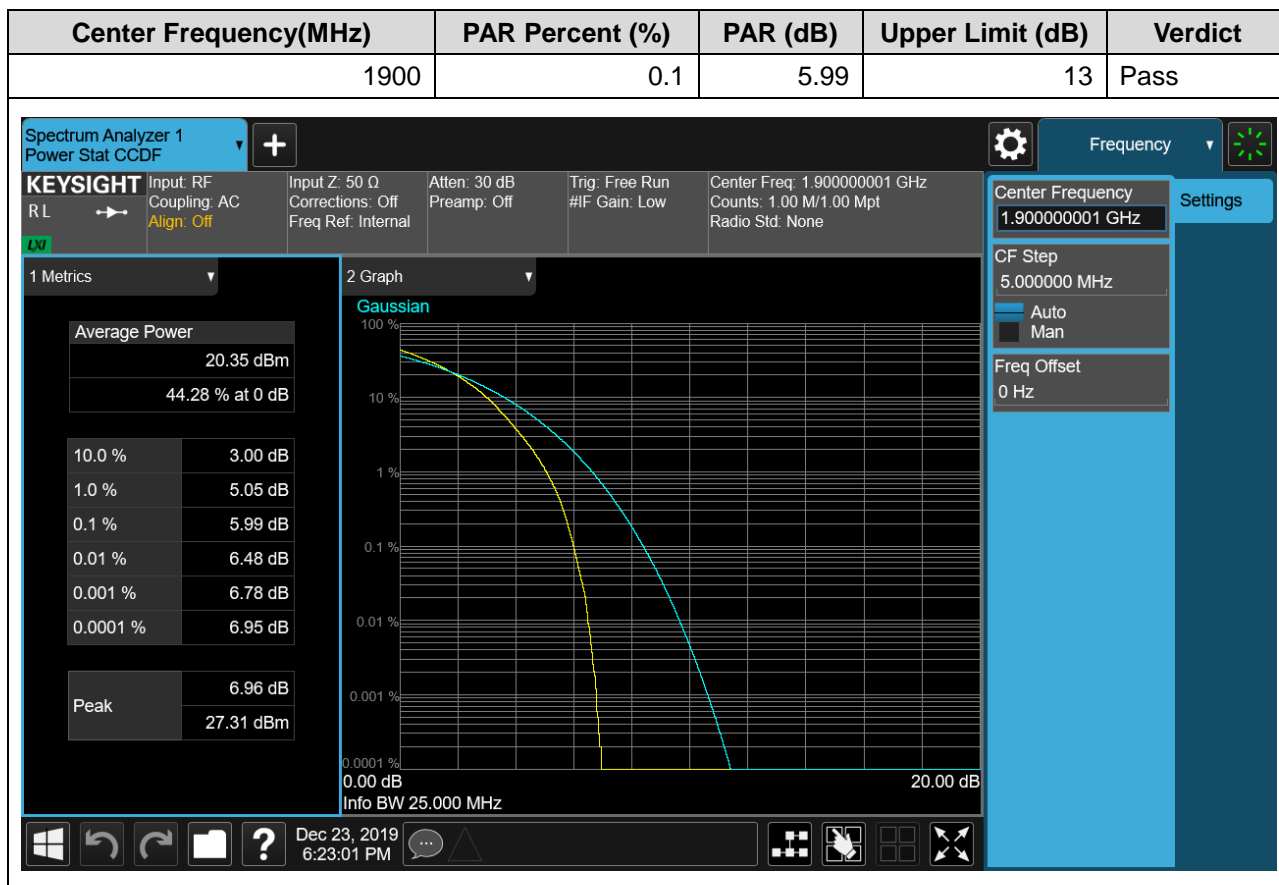 Center Frequency(MHz) PAR Percent (%) PAR (dB) Upper Limit (dB) Verdict
1900 0.1 5.99 13 Pass
Spectrum Analyzer 1
Power Stat CCDF
+
Frequency
KEYSIGHT
R L
LXI
Input: RF
Coupling: AC
Align: Off
Input Z: 50 Ω
Corrections: Off
Freq Ref: Internal
Atten: 30 dB
Preamp: Off
Trig: Free Run
#IF Gain: Low
Center Freq: 1.900000001 GHz
Counts: 1.00 M/1.00 Mpt
Radio Std: None
Center Frequency
1.900000001 GHz
Settings
CF Step
5.000000 MHz
Auto
Man
Freq Offset
0 Hz
1 Metrics
Average Power
20.35 dBm
44.28 % at 0 dB
10.0 % 3.00 dB
1.0 % 5.05 dB
0.1 % 5.99 dB
0.01 % 6.48 dB
0.001 % 6.78 dB
0.0001 % 6.95 dB
Peak
6.96 dB
27.31 dBm
2 Graph
Gaussian
100 %
10 %
1 %
0.1 %
0.01 %
0.001 %
0.0001 %
0.00 dB 20.00 dB
Info BW 25.000 MHz
?
Dec 23, 2019
6:23:01 PM